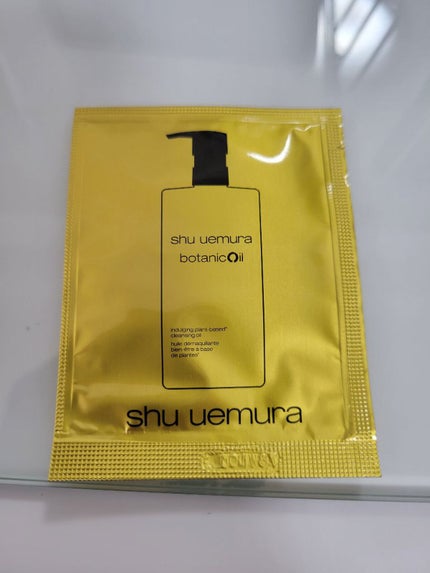 shu uemura
botanicOil
indulging plant-based*
cleansing oil
huile démaquillante
bien-être à base
de plantes*
shu uemura